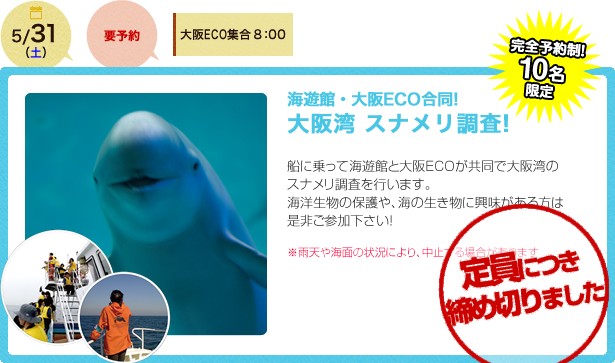 5/31
(土)
要予約
大阪ECO集合 8:00
完全予約制!
10名
限定
海遊館・大阪ECO合同!
大阪湾 スナメリ調査!
船に乗って海遊館と大阪ECOが共同で大阪湾の
スナメリ調査を行います。
海洋生物の保護や、海の生き物に興味がある方は
是非ご参加下さい!
※雨天や海面の状況により、中止する場合があります
定員につき
締め切りました